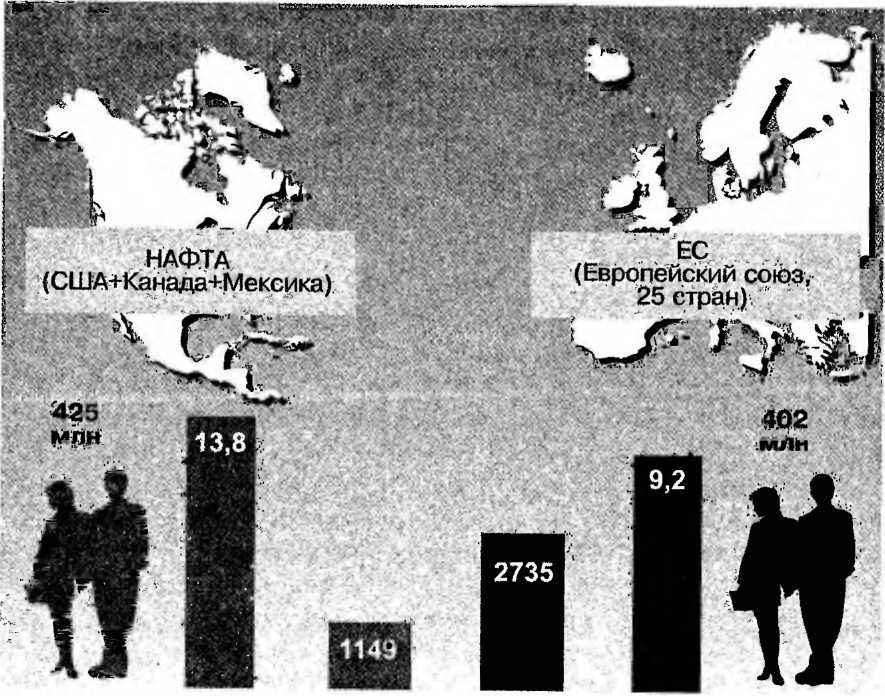 НАФТА
(США+Канада+Мексика)
ЕС
(Европейский союз,
25 стран)
425
млн
13,8
1149
2735
9,2
402
млн